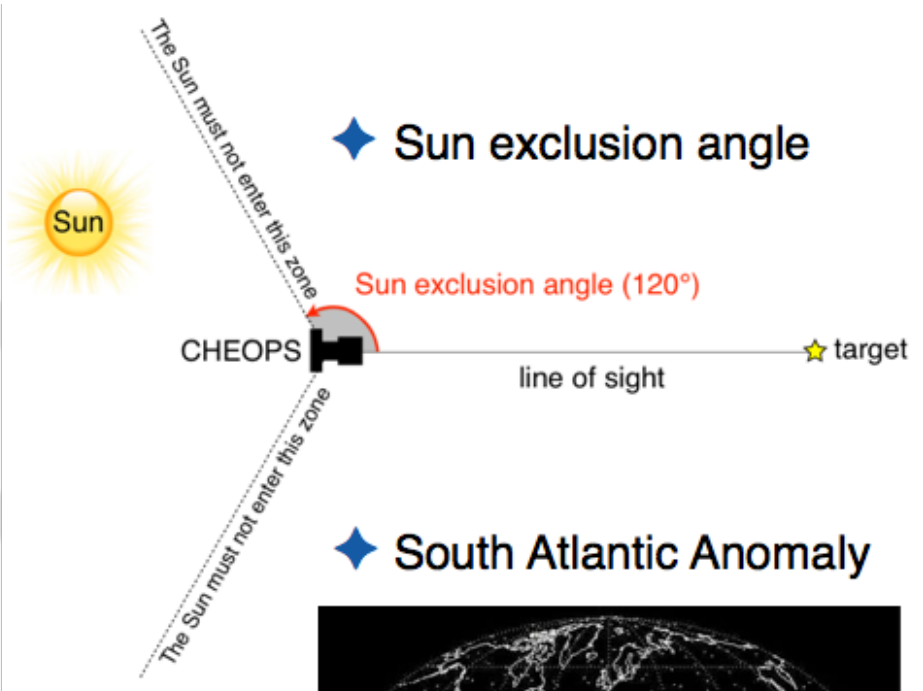 The Sun must not enter this zone
Sun exclusion angle
Sun
Sun exclusion angle (120°)
CHEOPS
target
line of sight
The Sun must not enter this zone
South Atlantic Anomaly